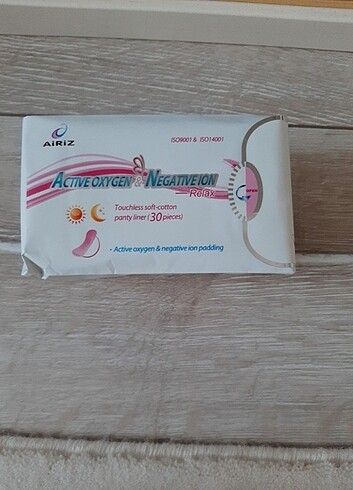 AiRiZ
ISO9001 & ISO14001
ACTIVE OXYGEN & NEGATIVE ION
Relax
OPEN
Touchless soft-cotton
panty liner (30 pieces)
- Active oxygen & negative ion padding